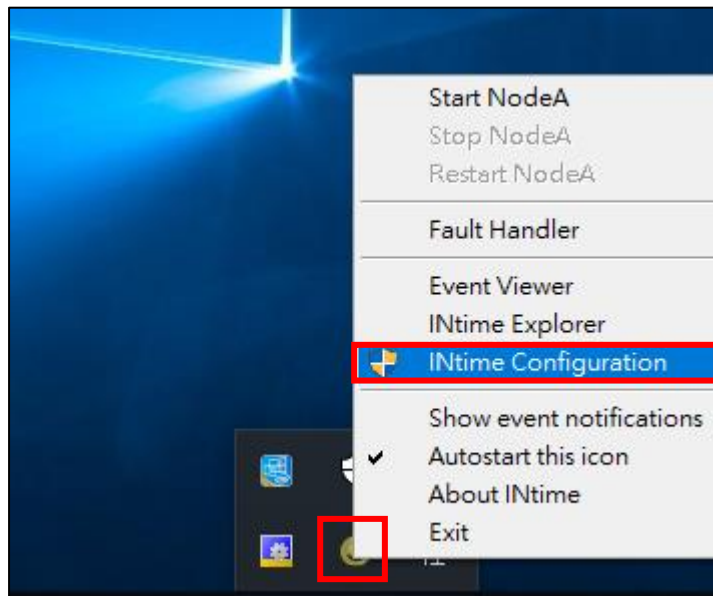 Start NodeA
Stop NodeA
Restart NodeA
Fault Handler
Event Viewer
INtime Explorer
INtime Configuration
Show event notifications
Autostart this icon
About INtime
Exit